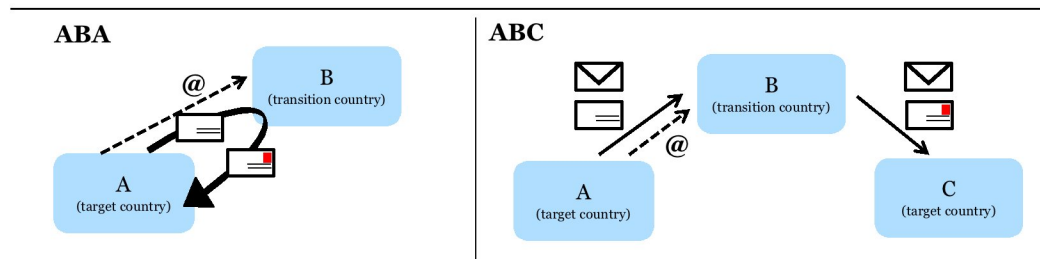 ABA
@
B
(transition country)
A
(target country)
ABC
B
(transition country)
@
A
(target country)
C
(target country)